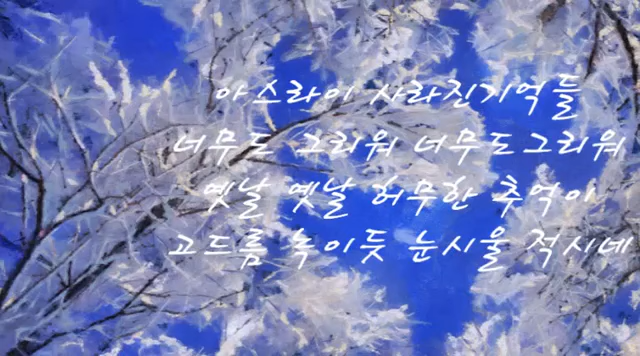 아스라이 사라진기억들
너무도 그리워 너무도그리워
옛날 옛날 허무한 추억이
고드름 녹이듯 눈시울 적시네